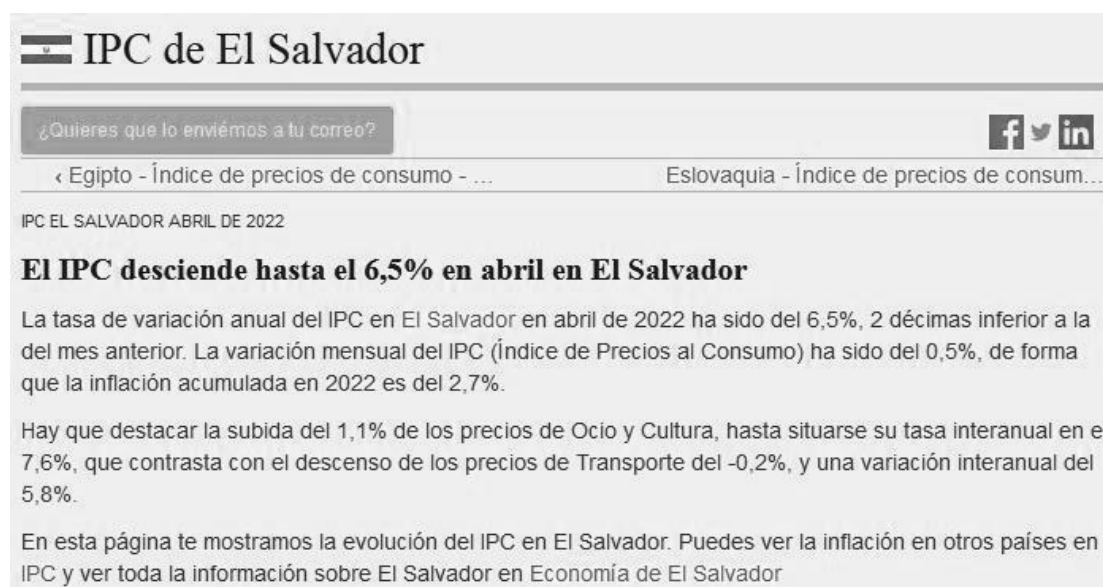 IPC de El Salvador
¿Quieres que lo enviémos a tu correo?
‹ Egipto - Índice de precios de consumo - ...
Eslovaquia - Índice de precios de consum...
IPC EL SALVADOR ABRIL DE 2022
El IPC desciende hasta el 6,5% en abril en El Salvador
La tasa de variación anual del IPC en El Salvador en abril de 2022 ha sido del 6,5%, 2 décimas inferior a la
del mes anterior. La variación mensual del IPC (Índice de Precios al Consumo) ha sido del 0,5%, de forma
que la inflación acumulada en 2022 es del 2,7%.
Hay que destacar la subida del 1,1% de los precios de Ocio y Cultura, hasta situarse su tasa interanual en e
7,6%, que contrasta con el descenso de los precios de Transporte del -0,2%, y una variación interanual del
5,8%.
En esta página te mostramos la evolución del IPC en El Salvador. Puedes ver la inflación en otros países en
IPC y ver toda la información sobre El Salvador en Economía de El Salvador